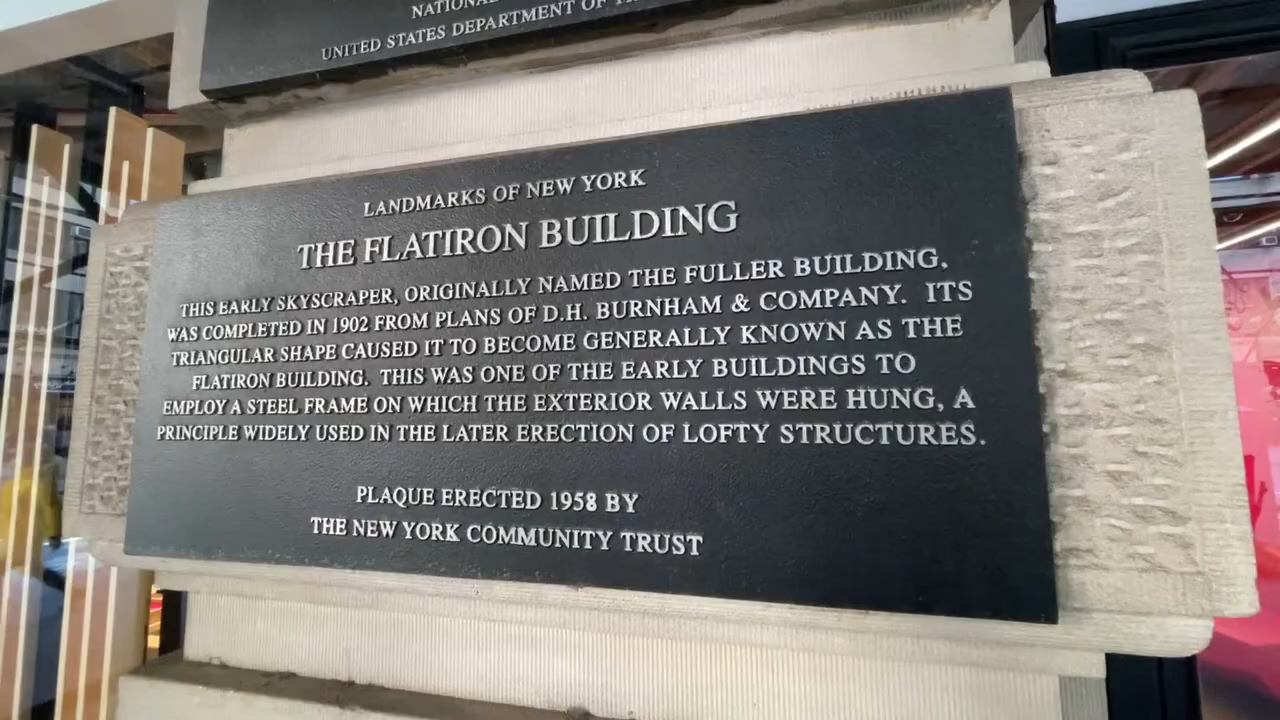 NATIONAL
UNITED STATES DEPARTMENT OF
LANDMARKS OF NEW YORK
THE FLATIRON BUILDING
THIS EARLY SKYSCRAPER, ORIGINALLY NAMED THE FULLER BUILDING,
WAS COMPLETED IN 1902 FROM PLANS OF D.H. BURNHAM & COMPANY. ITS
TRIANGULAR SHAPE CAUSED IT TO BECOME GENERALLY KNOWN AS THE
FLATIRON BUILDING. THIS WAS ONE OF THE EARLY BUILDINGS TO
EMPLOY A STEEL FRAME ON WHICH THE EXTERIOR WALLS WERE HUNG, A
PRINCIPLE WIDELY USED IN THE LATER ERECTION OF LOFTY STRUCTURES.
PLAQUE ERECTED 1958 BY
THE NEW YORK COMMUNITY TRUST